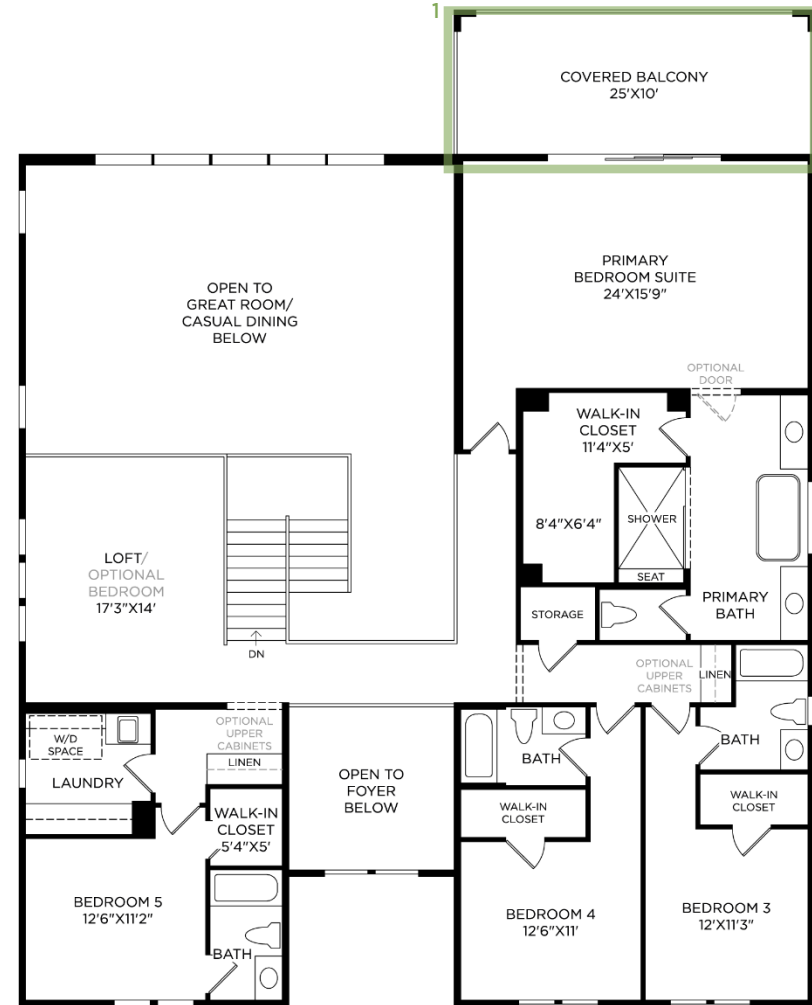 1
COVERED BALCONY
25'X10'
PRIMARY
BEDROOM SUITE
24'X15'9"
OPEN TO
GREAT ROOM/
CASUAL DINING
BELOW
OPTIONAL
DOOR
WALK-IN
CLOSET
11'4"X5'
8'4"X6'4"
SHOWER
SEAT
LOFT/
OPTIONAL
BEDROOM
17'3"X14'
DN
STORAGE
PRIMARY
BATH
OPTIONAL
UPPER
CABINETS
LINEN
W/D
SPACE
LAUNDRY
OPTIONAL
UPPER
CABINETS
LINEN
OPEN TO
FOYER
BELOW
BATH
BATH
WALK-IN
CLOSET
WALK-IN
CLOSET
WALK-IN
CLOSET
5'4"X5'
BEDROOM 5
12'6"X11'2"
BATH
BEDROOM 4
12'6"X11'
BEDROOM 3
12'X11'3"